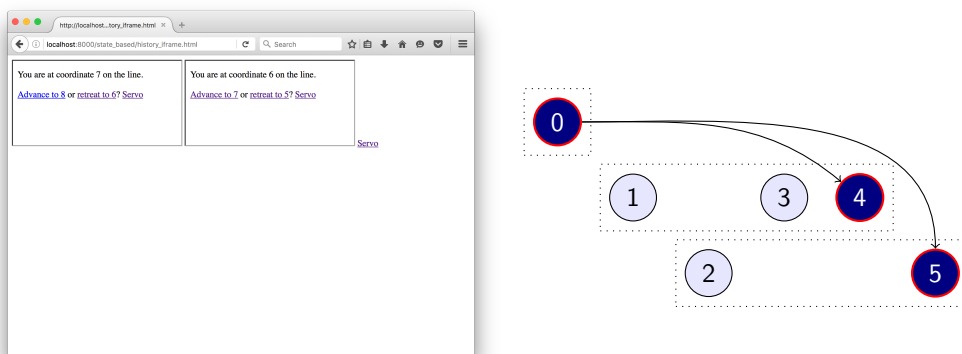 http://localhost...tory_iframe.html ×
+
localhost:8000/state_based/history_iframe.html
Search
You are at coordinate 7 on the line.
Advance to 8 or retreat to 6? Servo
You are at coordinate 6 on the line.
Advance to 7 or retreat to 5? Servo
Servo
0
1 3 4
2 5